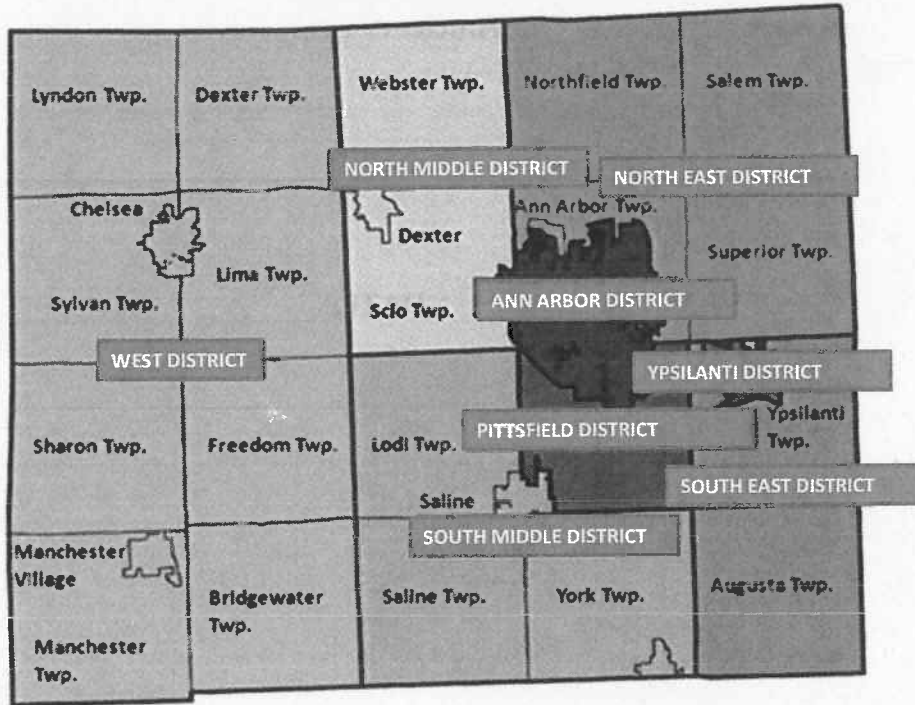 Lyndon Twp.
Dexter Twp.
Webster Twp.
Northfield Twp.
Salem Twp.
NORTH MIDDLE DISTRICT
NORTH EAST DISTRICT
Chelsea
Dexter
Ann Arbor Twp.
Superior Twp.
Lima Twp.
Sylvan Twp.
Scio Twp.
ANN ARBOR DISTRICT
WEST DISTRICT
YPSILANTI DISTRICT
Sharon Twp.
Freedom Twp.
Lodi Twp.
PITTSFIELD DISTRICT
Ypsilanti
Twp.
SOUTH EAST DISTRICT
Saline
SOUTH MIDDLE DISTRICT
Manchester
Village
Bridgewater
Twp.
Saline Twp.
York Twp.
Augusta Twp.
Manchester
Twp.